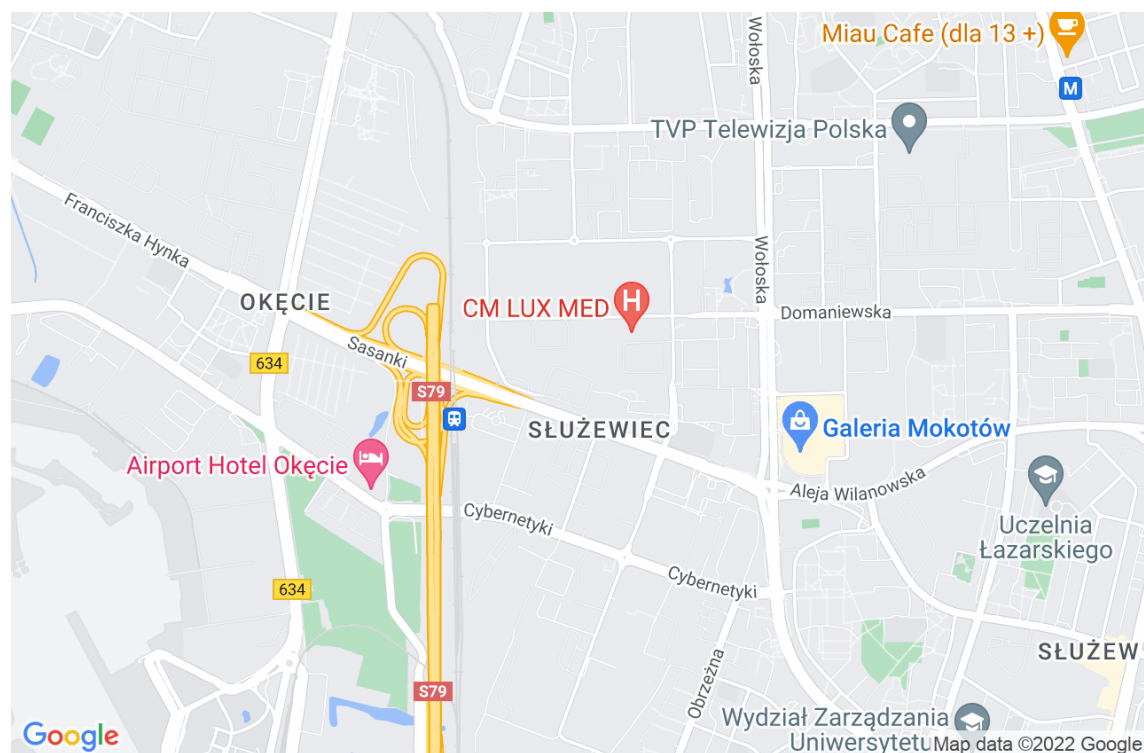 Miau Cafe (dla 13 +)
Wołoska
M
TVP Telewizja Polska
Franciszka Hynka
Wołoska
OKĘCIE
CM LUX MED
H
Domaniewska
Sasanki
634
S79
SŁUŻEWIEC
Galeria Mokotów
Airport Hotel Okęcie
Aleja Wilanowska
Cybernetyki
Uczelnia
Łazarskiego
Cybernetyki
634
SŁUŻEW
Obrzeżna
S79
Wydział Zarządzania
Uniwersytetu
Google
Map data ©2022 Google